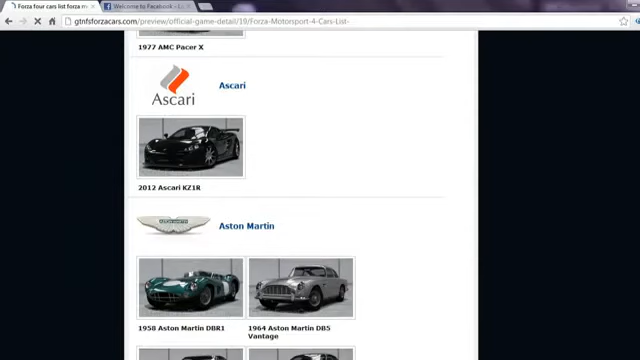 Forza four cars list forza m
Welcome to Facebook - L
gtnfsforzacars.com/preview/official-game-detail/19/Forza-Motorsport-4-Cars-List-
1977 AMC Pacer X
Ascari
Ascari
2012 Ascari KZ1R
Aston Martin
1958 Aston Martin DBR1
1964 Aston Martin DB5
Vantage